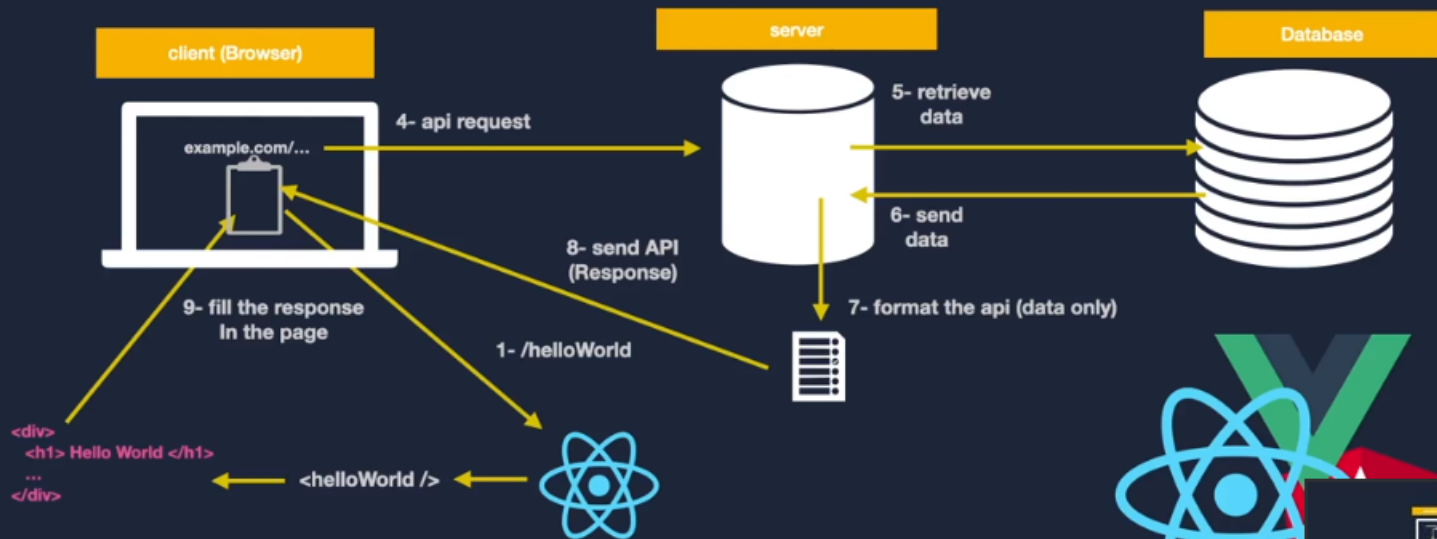 client (Browser)
server
Database
example.com/...
4- api request
5- retrieve
data
6- send
data
8- send API
(Response)
7- format the api (data only)
9- fill the response
In the page
1- /helloWorld
<div>
<h1> Hello World </h1>
...
</div>
<helloWorld />